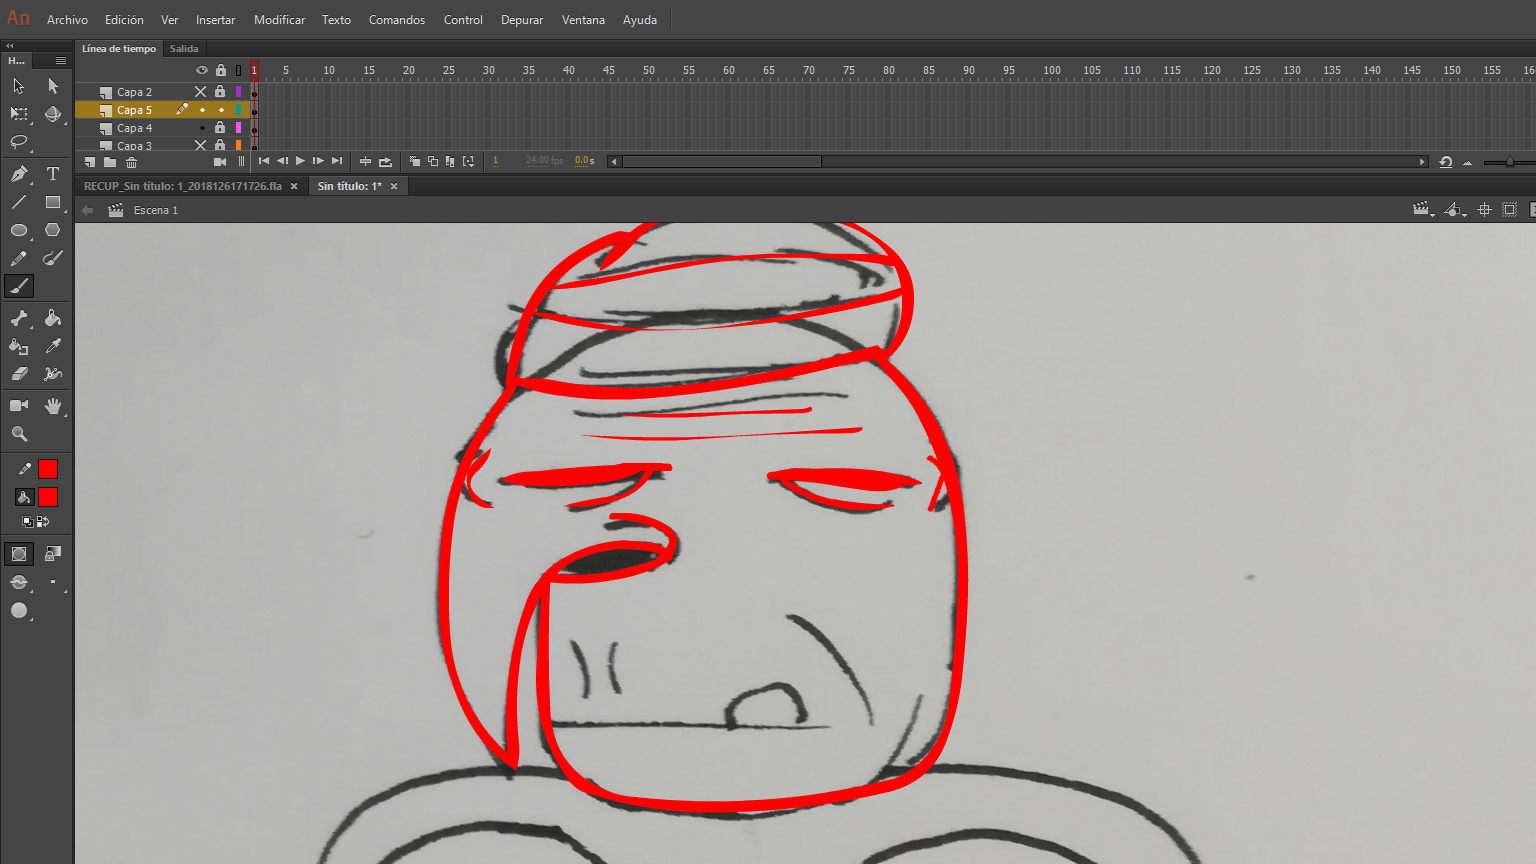 An Archivo Edición Ver Insertar Modificar Texto Comandos Control Depurar Ventana Ayuda
H... Línea de tiempo Salida
1 5 10 15 20 25 30 35 40 45 50 55 60 65 70 75 80 85 90 95 100 105 110 115 120 125 130 135 140 145 150 155 16
Capa 2
Capa 5
Capa 4
Capa 3
1 24.00 fps 0.0 s
RECUP_Sin título: 1_2018126171726.fla × Sin título: 1* ×
Escena 1